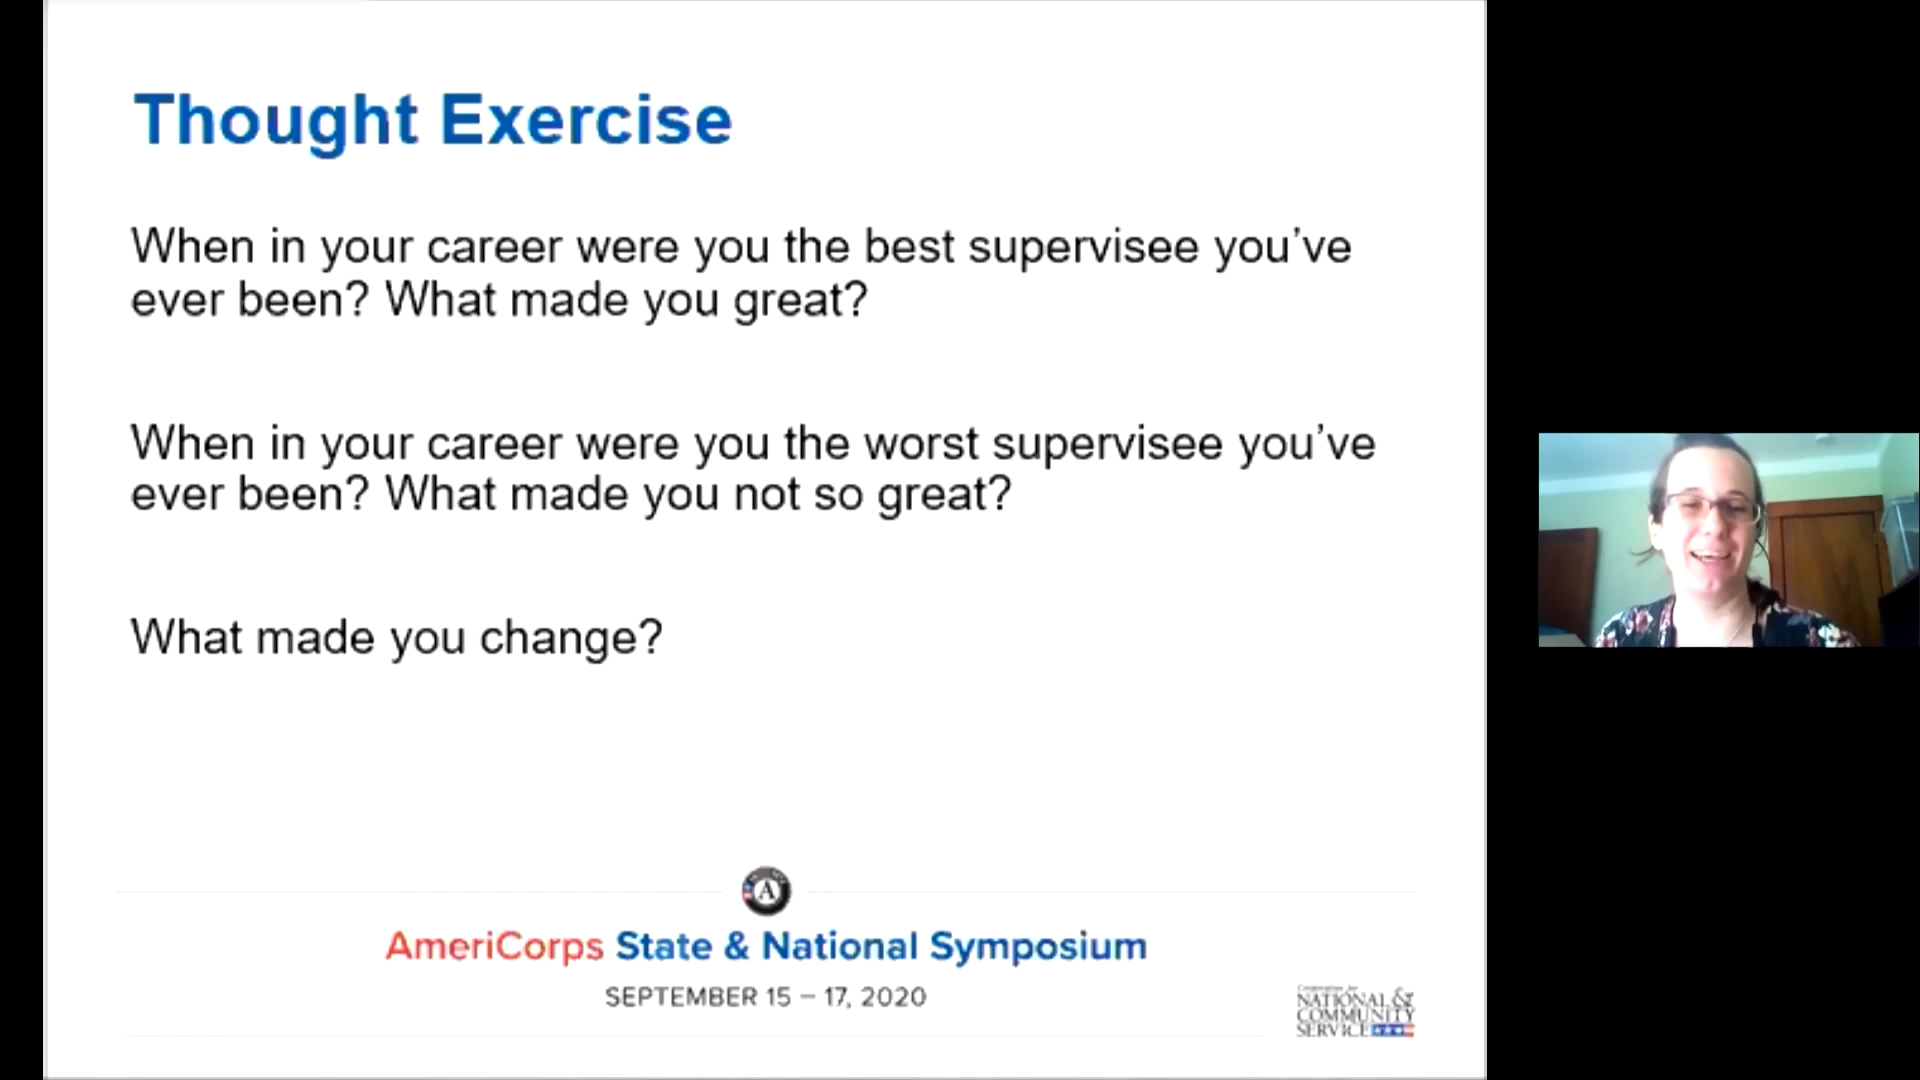 Thought Exercise
When in your career were you the best supervisee you’ve
ever been? What made you great?
When in your career were you the worst supervisee you’ve
ever been? What made you not so great?
What made you change?
A
AmeriCorps State & National Symposium
SEPTEMBER 15 – 17, 2020
Corporation for
NATIONAL &
COMMUNITY
SERVICE